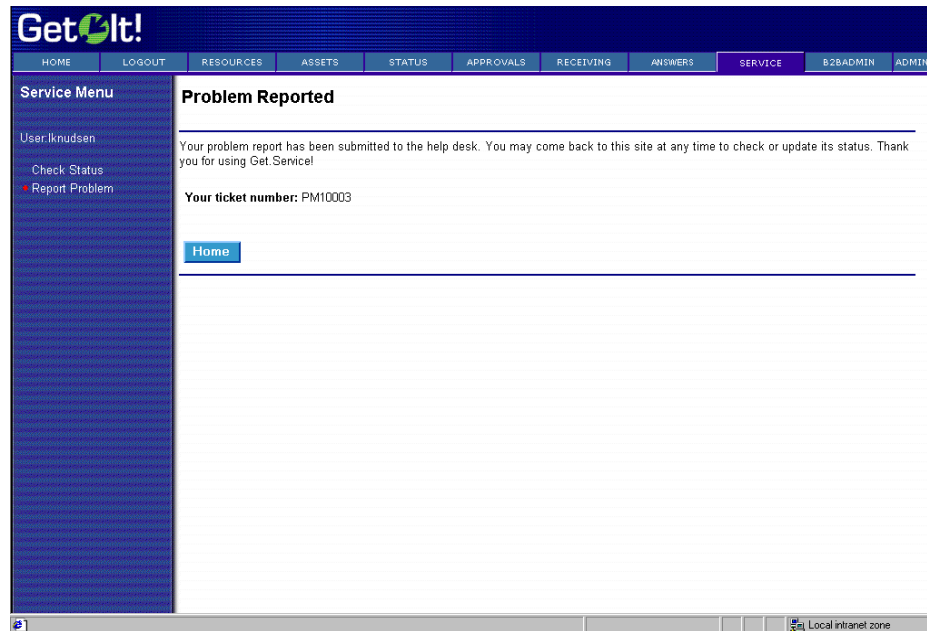 Get It!
HOME LOGOUT RESOURCES ASSETS STATUS APPROVALS RECEIVING ANSWERS SERVICE B2BADMIN ADMIN
Service Menu
User:lknudsen
Check Status
Report Problem
Problem Reported
Your problem report has been submitted to the help desk. You may come back to this site at any time to check or update its status. Thank
you for using Get.Service!
Your ticket number: PM10003
Home
Local intranet zone